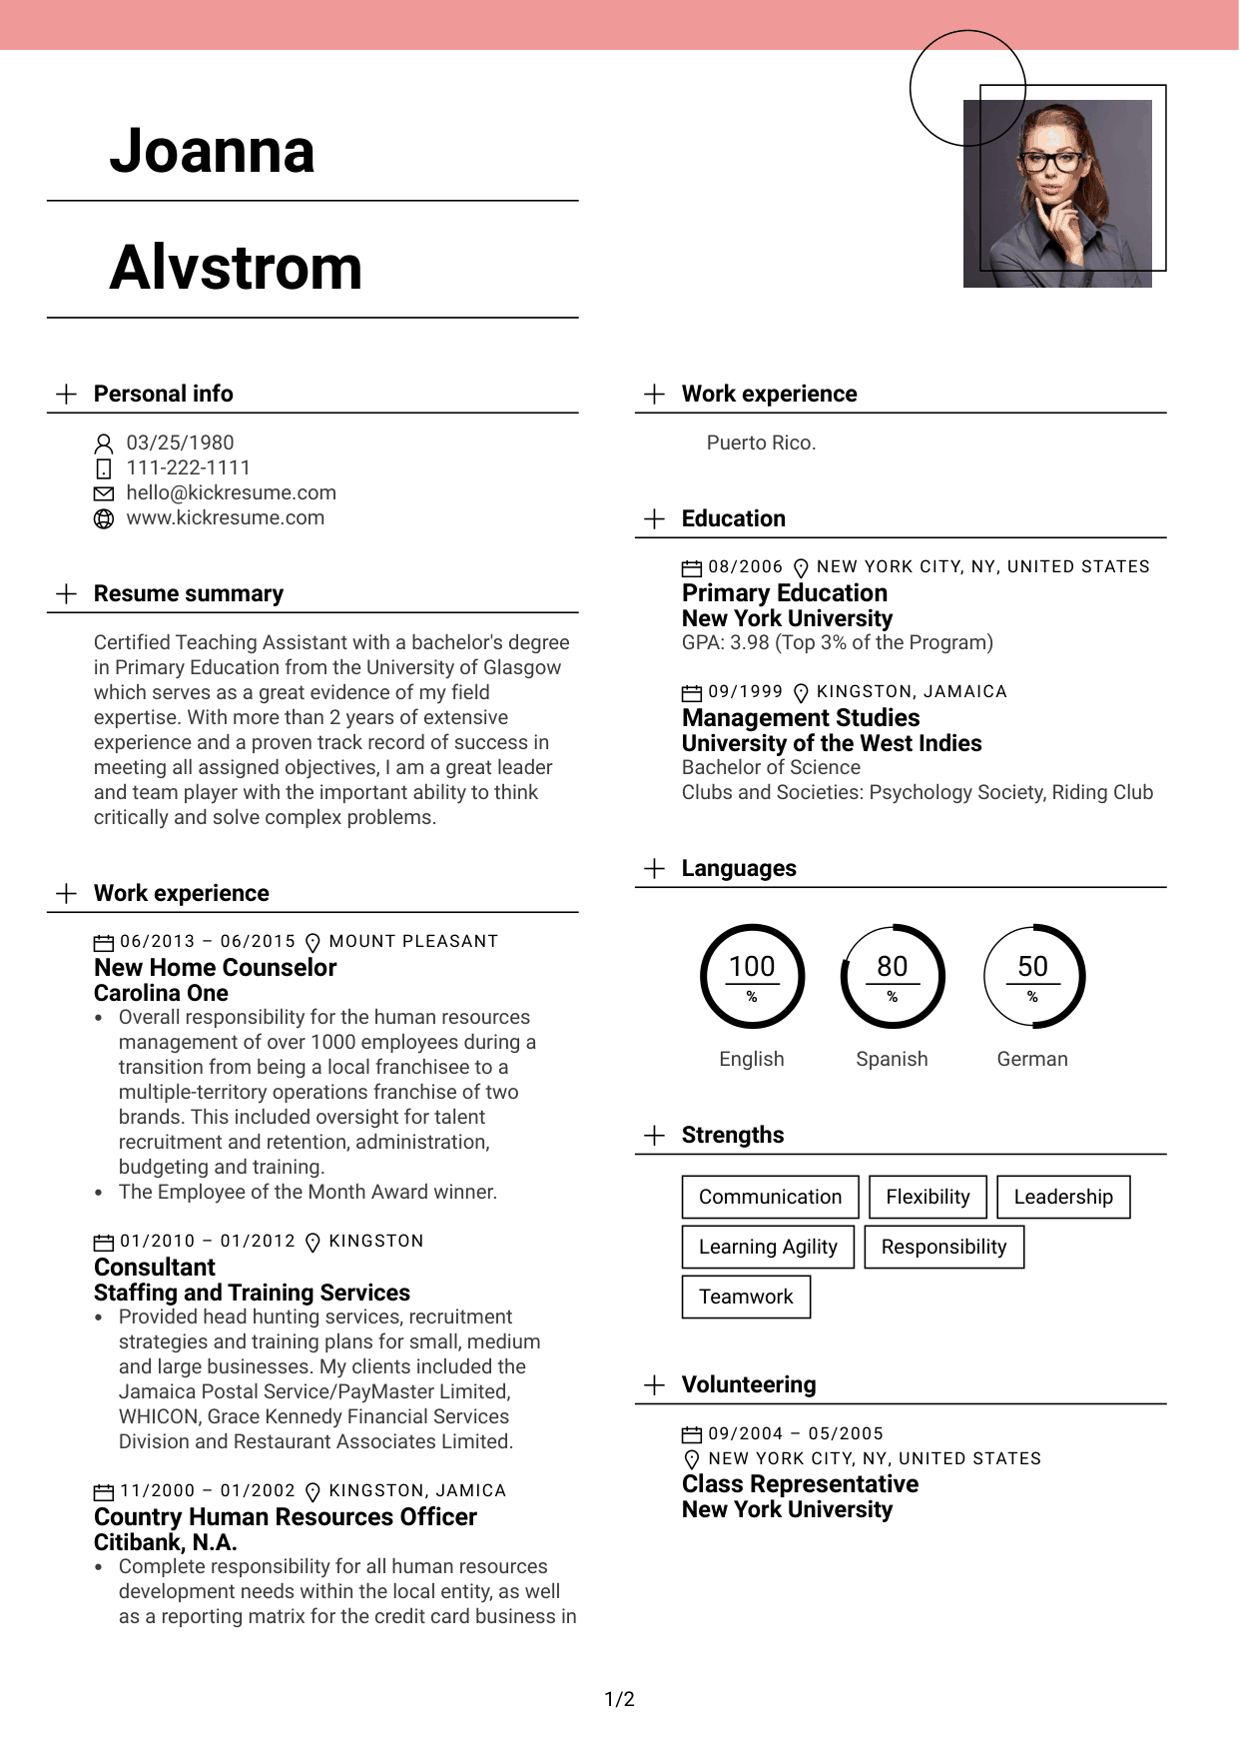 Joanna
Alvstrom
Personal info
03/25/1980
111-222-1111
hello@kickresume.com
www.kickresume.com
Resume summary
Certified Teaching Assistant with a bachelor's degree
in Primary Education from the University of Glasgow
which serves as a great evidence of my field
expertise. With more than 2 years of extensive
experience and a proven track record of success in
meeting all assigned objectives, I am a great leader
and team player with the important ability to think
critically and solve complex problems.
Work experience
06/2013 – 06/2015 MOUNT PLEASANT
New Home Counselor
Carolina One
• Overall responsibility for the human resources
management of over 1000 employees during a
transition from being a local franchisee to a
multiple-territory operations franchise of two
brands. This included oversight for talent
recruitment and retention, administration,
budgeting and training.
• The Employee of the Month Award winner.
01/2010 – 01/2012 KINGSTON
Consultant
Staffing and Training Services
• Provided head hunting services, recruitment
strategies and training plans for small, medium
and large businesses. My clients included the
Jamaica Postal Service/PayMaster Limited,
WHICON, Grace Kennedy Financial Services
Division and Restaurant Associates Limited.
11/2000 – 01/2002 KINGSTON, JAMICA
Country Human Resources Officer
Citibank, N.A.
• Complete responsibility for all human resources
development needs within the local entity, as well
as a reporting matrix for the credit card business in
Work experience
Puerto Rico.
Education
08/2006 NEW YORK CITY, NY, UNITED STATES
Primary Education
New York University
GPA: 3.98 (Top 3% of the Program)
09/1999 KINGSTON, JAMAICA
Management Studies
University of the West Indies
Bachelor of Science
Clubs and Societies: Psychology Society, Riding Club
Languages
100 80 50
% % %
English Spanish German
Strengths
Communication Flexibility Leadership
Learning Agility Responsibility
Teamwork
Volunteering
09/2004 – 05/2005
NEW YORK CITY, NY, UNITED STATES
Class Representative
New York University
1/2